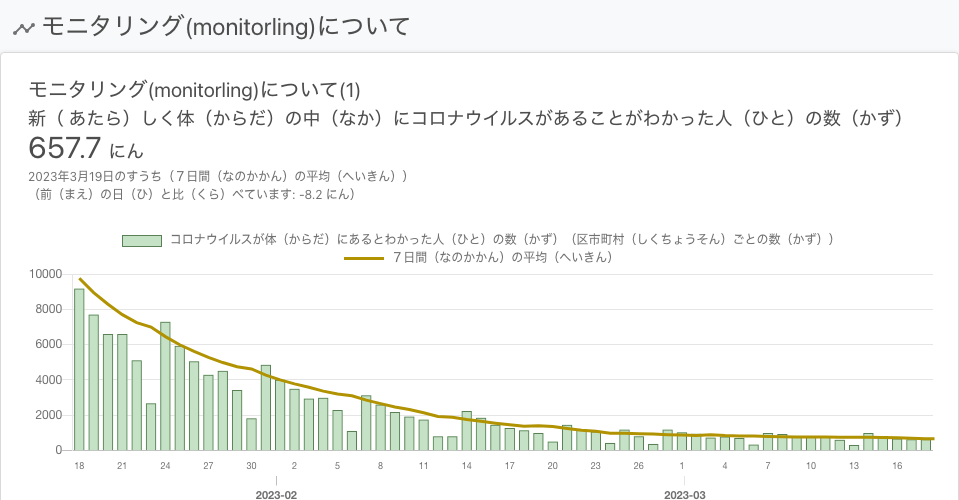 モニタリング(monitorling)について
モニタリング(monitorling)について(1)
新（ あたら）しく体（からだ）の中（なか）にコロナウイルスがあることがわかった人（ひと）の数（かず）
657.7 にん
2023年3月19日のすうち（７日間（なのかかん）の平均（へいきん））
（前（まえ）の日（ひ）と比（くら）べています: -8.2 にん）
コロナウイルスが体（からだ）にあるとわかった人（ひと）の数（かず）（区市町村（しくちょうそん）ごとの数（かず））
７日間（なのかかん）の平均（へいきん）
10000
8000
6000
4000
2000
0
18 21 24 27 30 2 5 8 11 14 17 20 23 26 1 4 7 10 13 16
2023-02 2023-03